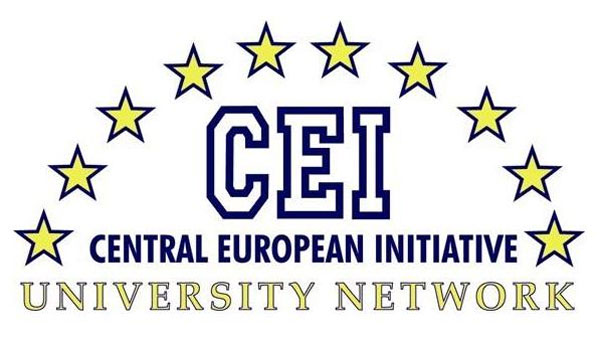 CEI
CENTRAL EUROPEAN INITIATIVE
UNIVERSITY NETWORK